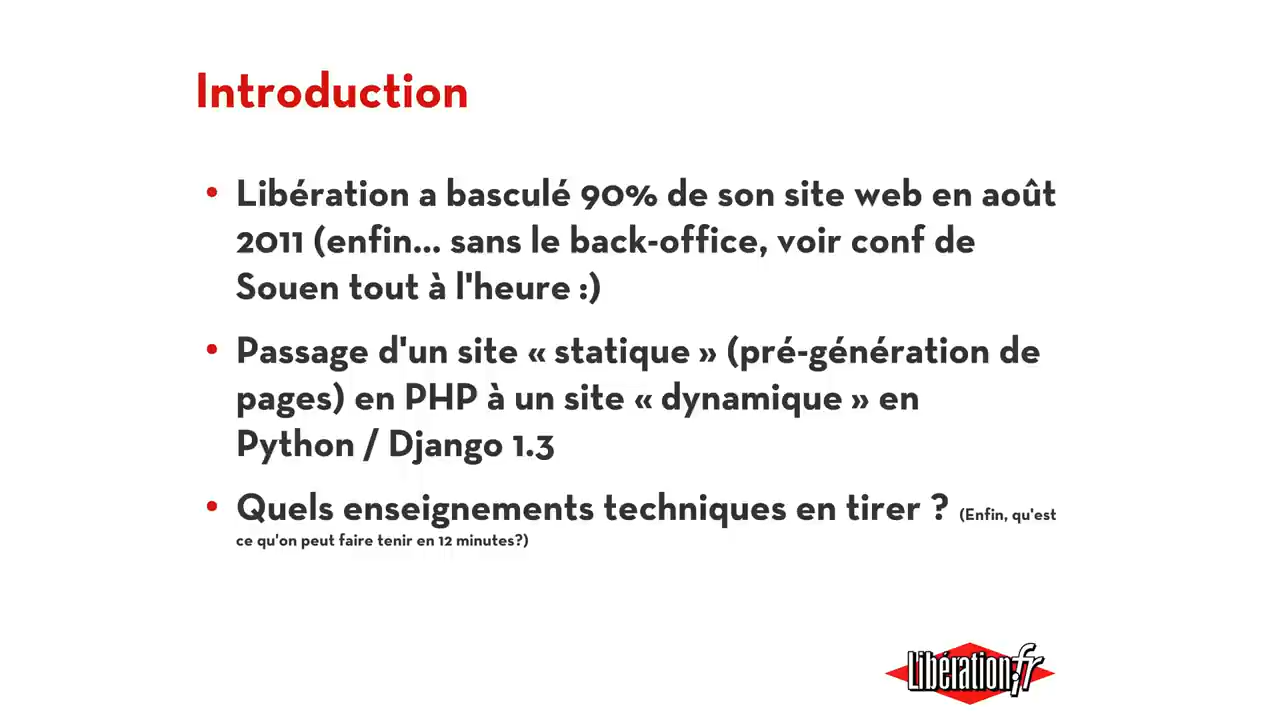 Introduction
• Libération a basculé 90% de son site web en août
2011 (enfin... sans le back-office, voir conf de
Souen tout à l'heure :)
• Passage d'un site « statique » (pré-génération de
pages) en PHP à un site « dynamique » en
Python / Django 1.3
• Quels enseignements techniques en tirer ? (Enfin, qu'est
ce qu'on peut faire tenir en 12 minutes?)
Libération.fr